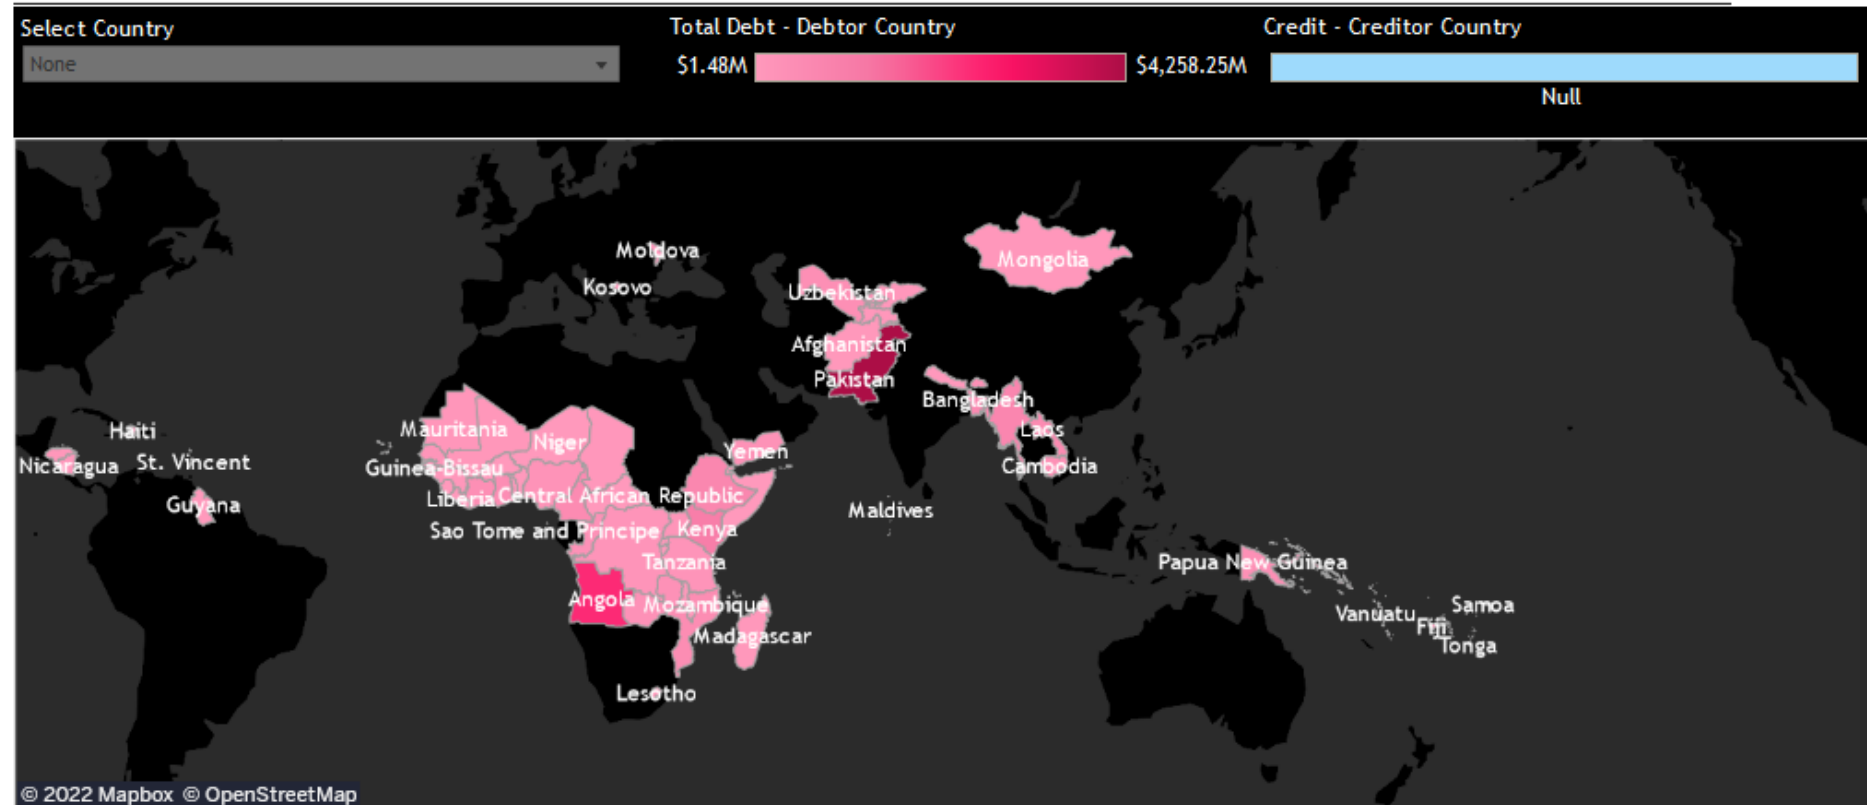 Select Country
Total Debt - Debtor Country
Credit - Creditor Country
None
$1.48M
$4,258.25M
Null
Moldova
Mongolia
Kosovo
Uzbekistan
Afghanistan
Pakistan
Bangladesh
Haiti
Mauritania
Niger
Laos
Yemen
Nicaragua
St. Vincent
Guinea-Bissau
Cambodia
Liberia
Central African Republic
Guyana
Maldives
Sao Tome and Principe
Kenya
Tanzania
Papua New Guinea
Angola
Mozambique
Samoa
Vanuatu
Fiji
Madagascar
Tonga
Lesotho
© 2022 Mapbox © OpenStreetMap